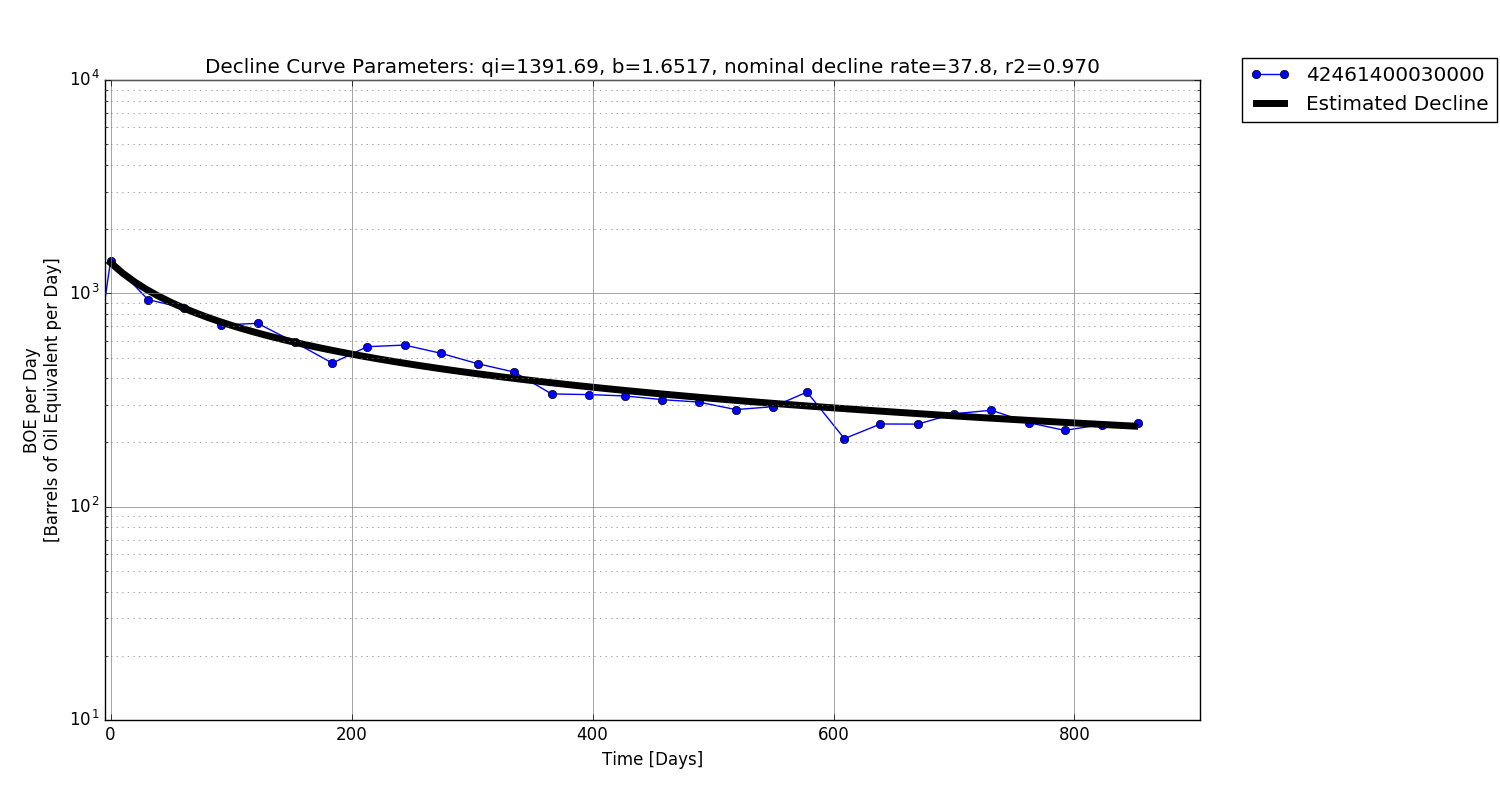 Decline Curve Parameters: qi=1391.69, b=1.6517, nominal decline rate=37.8, r2=0.970
42461400030000
Estimated Decline
BOE per Day
[Barrels of Oil Equivalent per Day]
10^4
10^3
10^2
10^1
0 200 400 600 800
Time [Days]